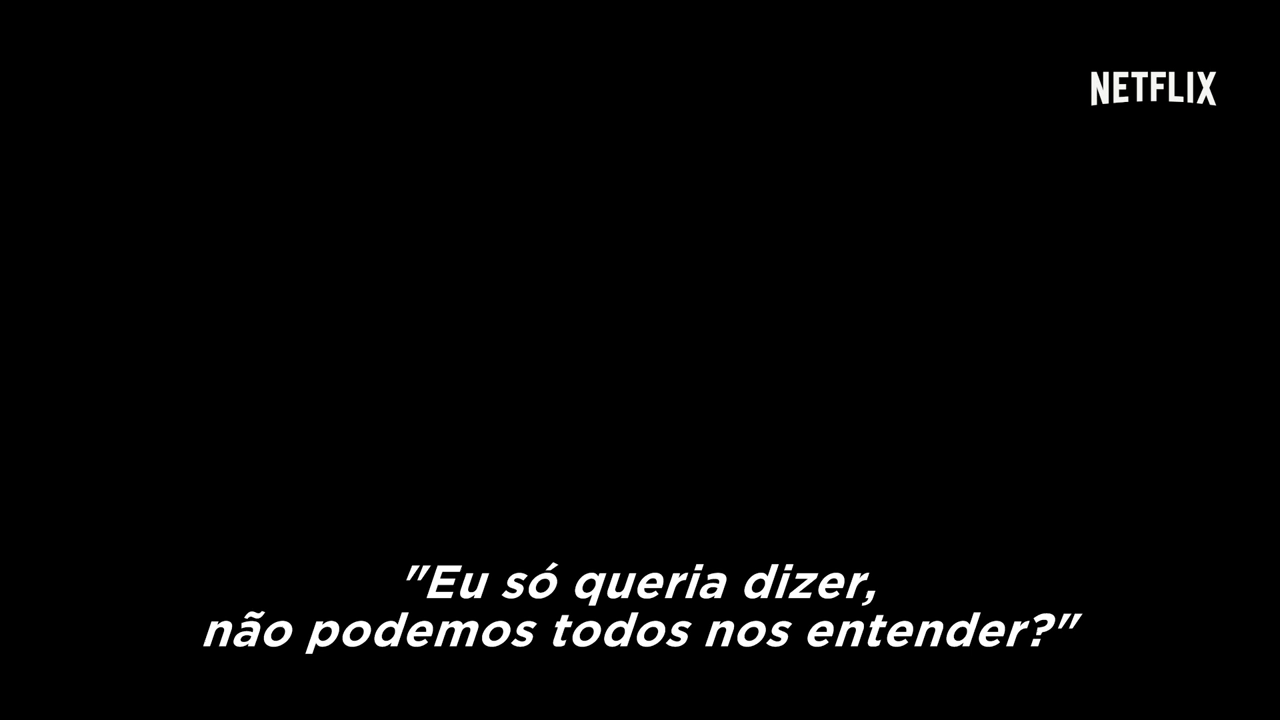 NETFLIX
"Eu só queria dizer,
não podemos todos nos entender?"